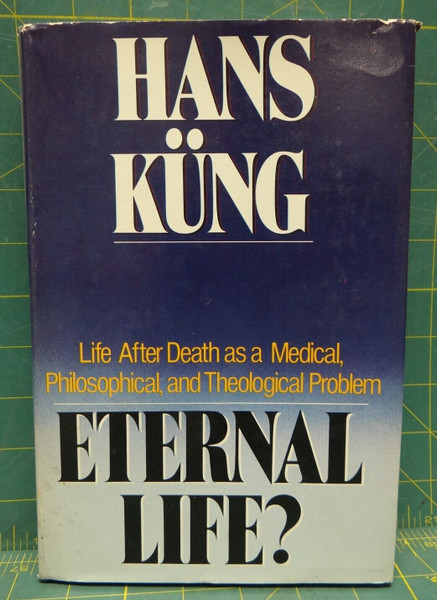 HANS
KÜNG
Life After Death as a Medical,
Philosophical, and Theological Problem
ETERNAL
LIFE?